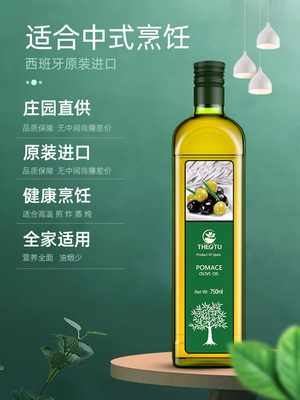 适合中式烹饪
西班牙原装进口
庄园直供
品质保障 无中间商赚差价
原装进口
品质保障 无中间商赚差价
健康烹饪
适合高温 煎 炸 蒸 炖
全家适用
营养全面 油烟少
THEQTU
Product Of Spain
POMACE
OLIVE OIL
Net Wt: 750ml